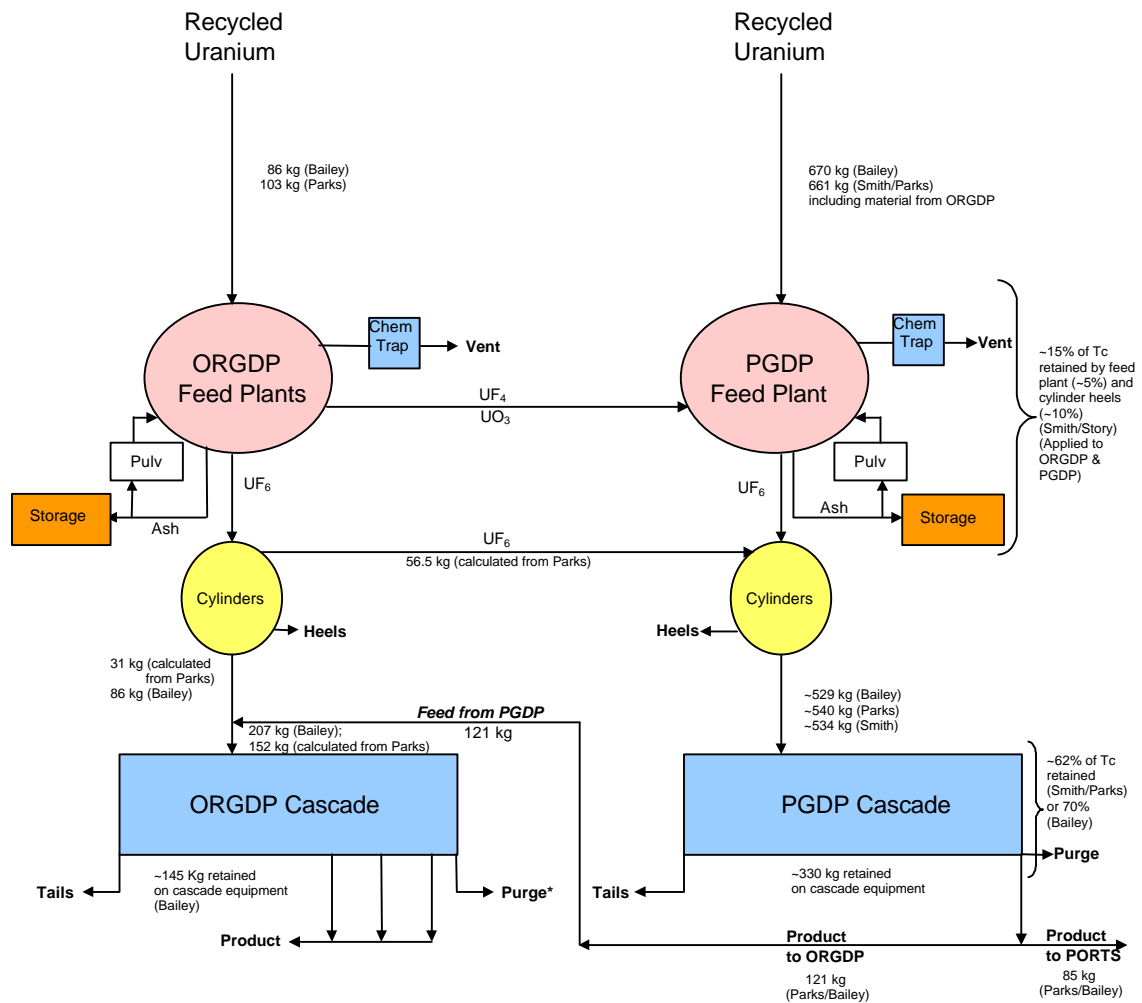 Recycled
Uranium
Recycled
Uranium
86 kg (Bailey)
103 kg (Parks)
670 kg (Bailey)
661 kg (Smith/Parks)
including material from ORGDP
ORGDP
Feed Plants
Chem
Trap
Vent
UF₄
UO₃
PGDP
Feed Plant
Chem
Trap
Vent
~15% of Tc
retained by feed
plant (~5%) and
cylinder heels
(~10%)
(Smith/Story)
(Applied to
ORGDP &
PGDP)
Pulv
UF₆
Storage
Ash
Pulv
UF₆
Ash
Storage
UF₆
56.5 kg (calculated from Parks)
Cylinders
Heels
Cylinders
Heels
31 kg (calculated
from Parks)
86 kg (Bailey)
Feed from PGDP
121 kg
207 kg (Bailey);
152 kg (calculated from Parks)
~529 kg (Bailey)
~540 kg (Parks)
~534 kg (Smith)
ORGDP Cascade
PGDP Cascade
~62% of Tc
retained
(Smith/Parks)
or 70%
(Bailey)
Tails
~145 Kg retained
on cascade equipment
(Bailey)
Purge*
Product
Tails
~330 kg retained
on cascade equipment
Purge
Product
to ORGDP
121 kg
(Parks/Bailey)
Product
to PORTS
85 kg
(Parks/Bailey)